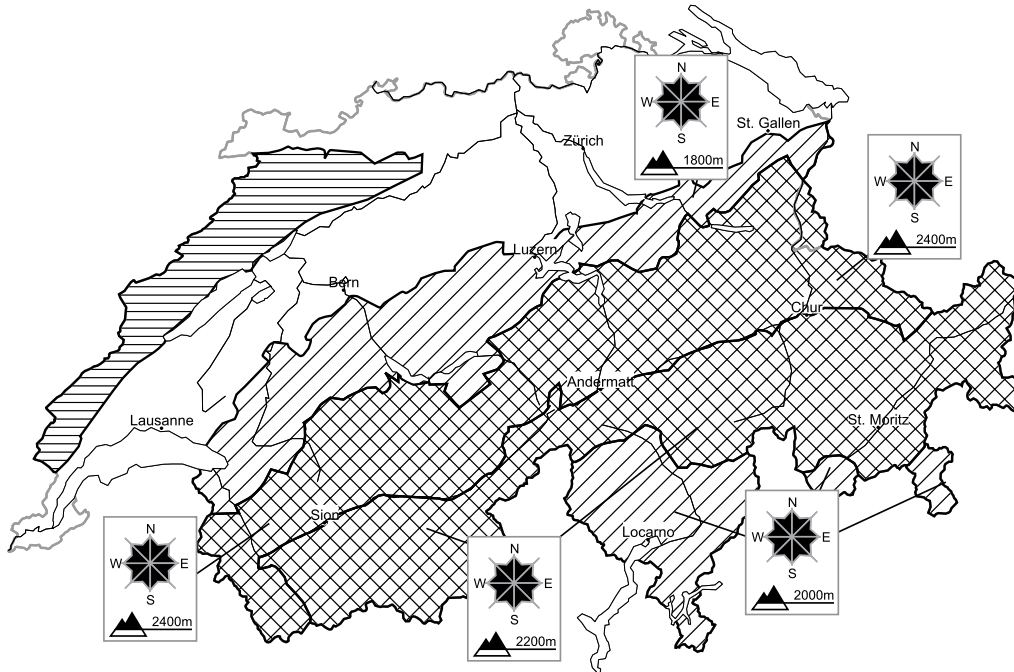 N
W E
S
1800m
St. Gallen
Zürich
N
W E
S
2400m
Luzern
Bern
Chur
Andermatt
Lausanne
St. Moritz
Sion
Locarno
N
W E
S
2400m
N
W E
S
2200m
N
W E
S
2000m